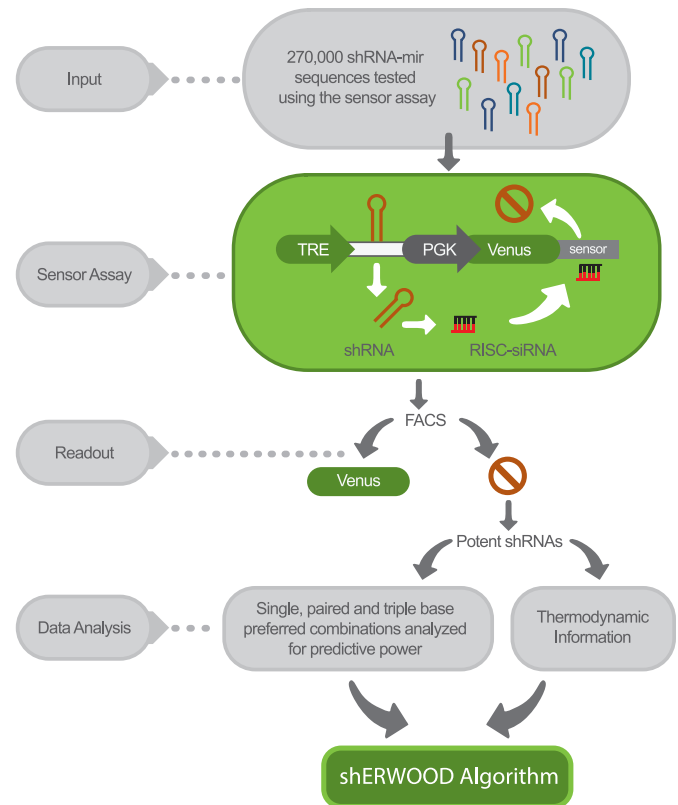 Input
270,000 shRNA-mir
sequences tested
using the sensor assay
Sensor Assay
TRE
PGK
Venus
sensor
shRNA
RISC-siRNA
FACS
Readout
Venus
Potent shRNAs
Data Analysis
Single, paired and triple base
preferred combinations analyzed
for predictive power
Thermodynamic
Information
shERWOOD Algorithm